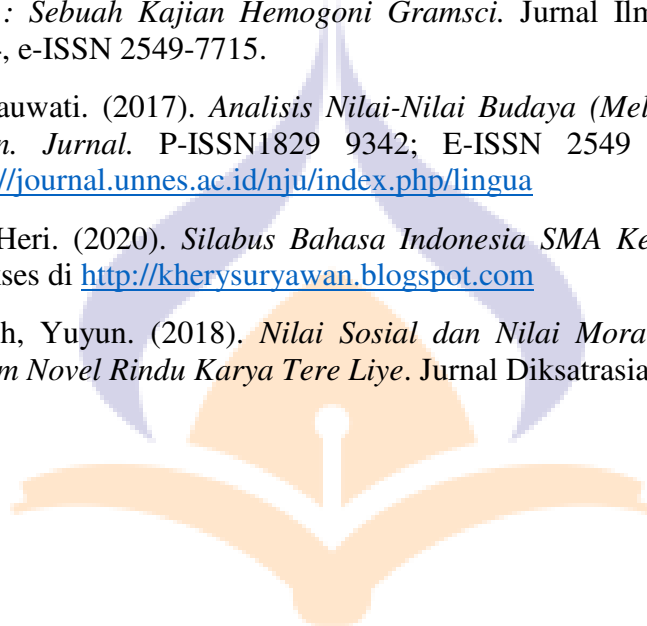 : Sebuah Kajian Hemogoni Gramsci. Jurnal Ilm
, e-ISSN 2549-7715.
auwati. (2017). Analisis Nilai-Nilai Budaya (Mel
n. Jurnal. P-ISSN1829 9342; E-ISSN 2549
//journal.unnes.ac.id/nju/index.php/lingua
Heri. (2020). Silabus Bahasa Indonesia SMA Ke
kses di http://kherysuryawan.blogspot.com
h, Yuyun. (2018). Nilai Sosial dan Nilai Mora
m Novel Rindu Karya Tere Liye. Jurnal Diksatrasia